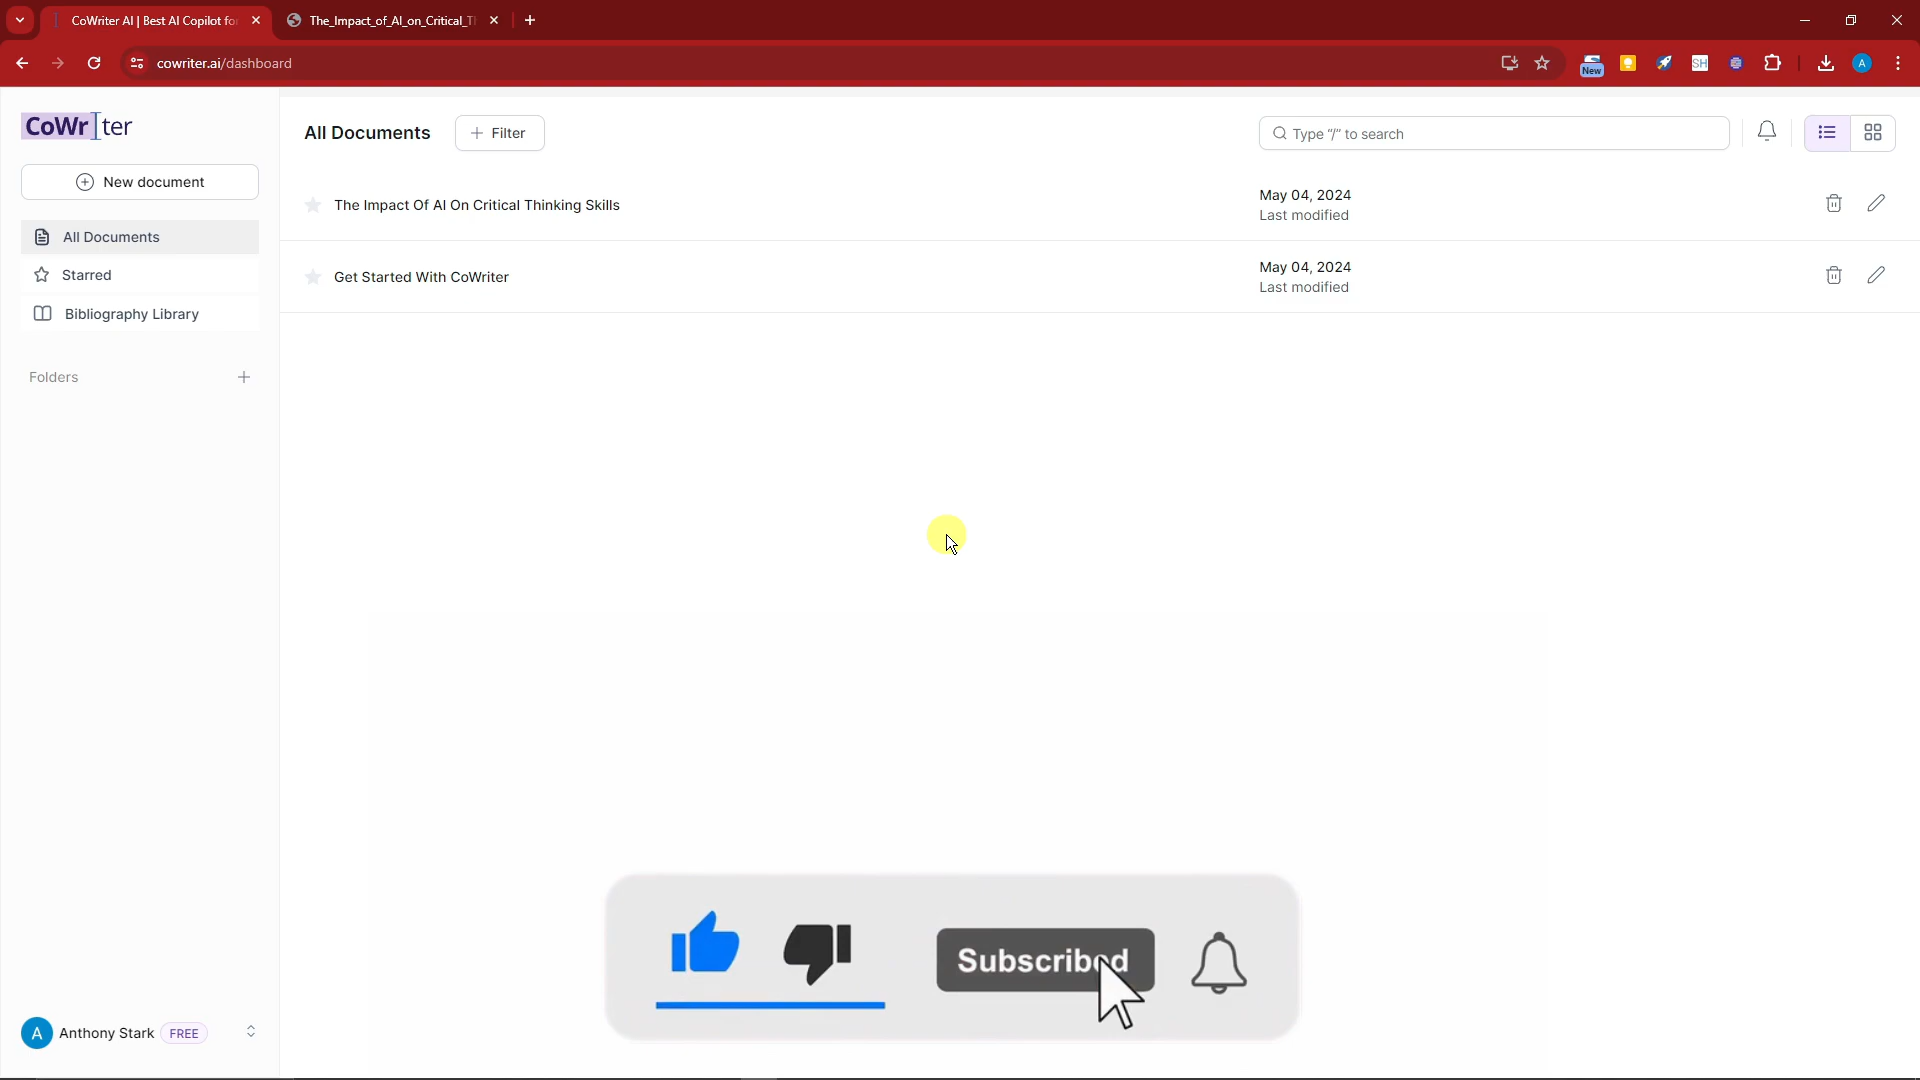 CoWriter AI | Best AI Copilot fo
The_Impact_of_AI_on_Critical_T
cowriter.ai/dashboard
New
SH
A
CoWriter
All Documents
Filter
Type "/" to search
New document
The Impact Of AI On Critical Thinking Skills
May 04, 2024
Last modified
All Documents
Starred
Get Started With CoWriter
May 04, 2024
Last modified
Bibliography Library
Folders
Subscribed
A
Anthony Stark
FREE